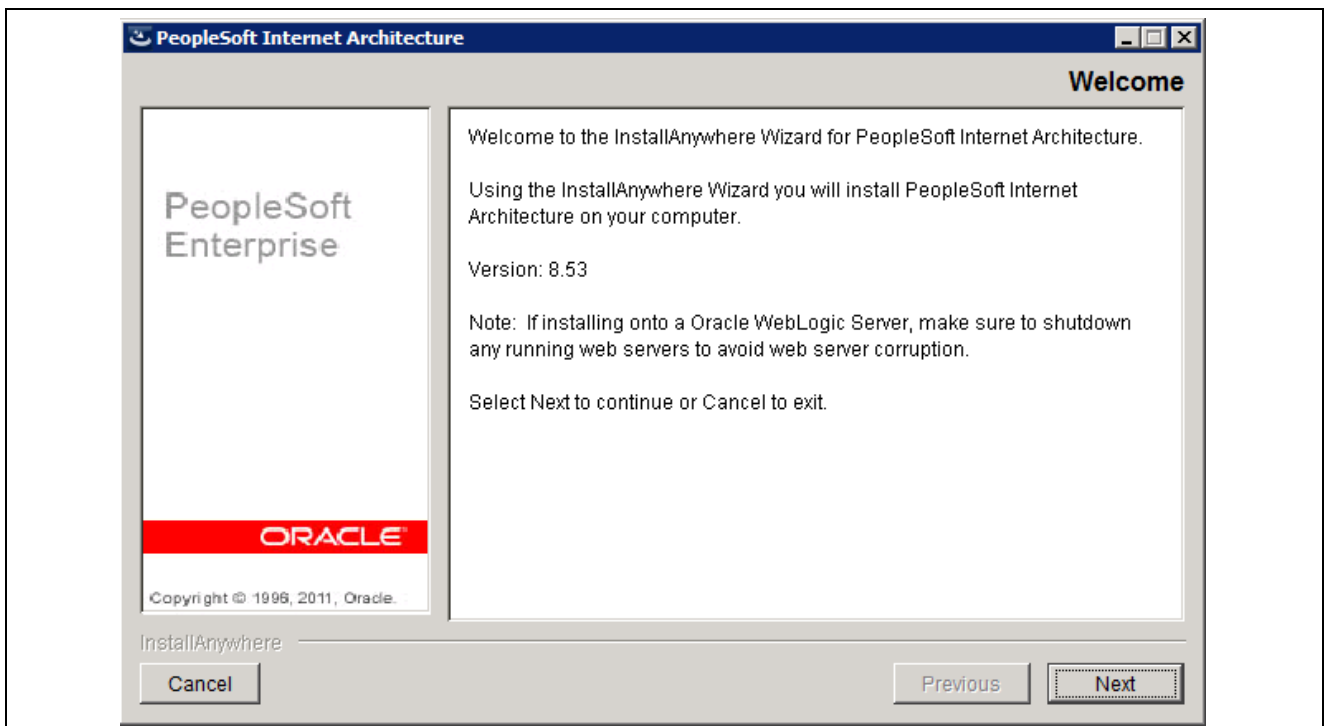 PeopleSoft Internet Architecture
Welcome
PeopleSoft
Enterprise
ORACLE
Copyright © 1996, 2011, Oracle.
Welcome to the InstallAnywhere Wizard for PeopleSoft Internet Architecture.
Using the InstallAnywhere Wizard you will install PeopleSoft Internet
Architecture on your computer.
Version: 8.53
Note: If installing onto a Oracle WebLogic Server, make sure to shutdown
any running web servers to avoid web server corruption.
Select Next to continue or Cancel to exit.
InstallAnywhere
Cancel
Previous
Next